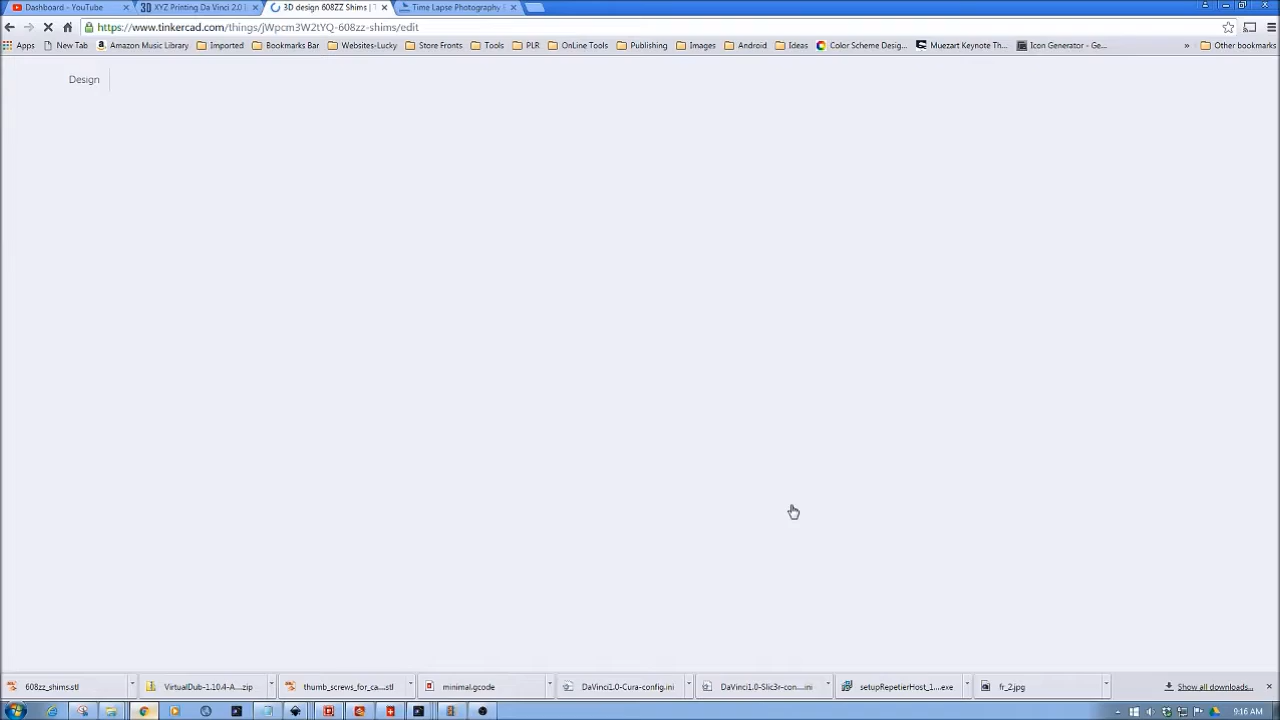 Dashboard - YouTube
XYZ Printing Da Vinci 2.0
3D design 608ZZ Shims | T
Time Lapse Photography
https://www.tinkercad.com/things/jWpcm3W2tYQ-608zz-shims/edit
Apps
New Tab
Amazon Music Library
Imported
Bookmarks Bar
Websites-Lucky
Store Fronts
Tools
PLR
OnLine Tools
Publishing
Images
Android
Ideas
Color Scheme Desig...
Muezart Keynote Th...
Icon Generator - Ge...
»
Other bookmarks
Design
608zz_shims.stl
VirtualDub-1.10.4-A....zip
thumb_screws_for_ca....stl
minimal.gcode
DaVinci1.0-Cura-config.ini
DaVinci1.0-Slic3r-con....ini
setupRepetierHost_1....exe
fr_2.jpg
Show all downloads...
9:16 AM